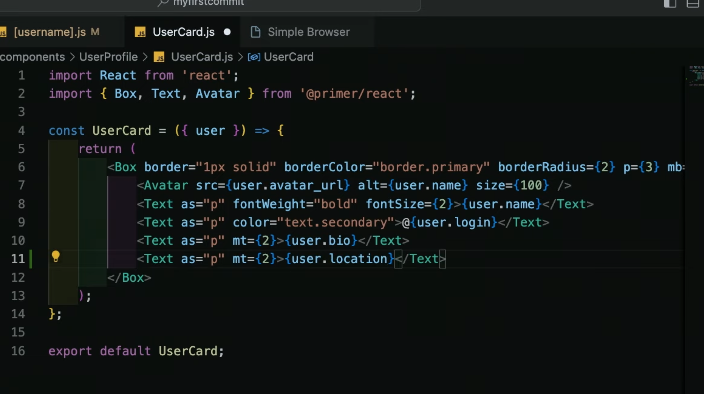 myfirstcommit
[username].js M
UserCard.js
Simple Browser
components > UserProfile > UserCard.js > UserCard
1 import React from 'react';
2 import { Box, Text, Avatar } from '@primer/react';
3
4 const UserCard = ({ user }) => {
5 return (
6 <Box border="1px solid" borderColor="border.primary" borderRadius={2} p={3} mb=
7 <Avatar src={user.avatar_url} alt={user.name} size={100} />
8 <Text as="p" fontWeight="bold" fontSize={2}>{user.name}</Text>
9 <Text as="p" color="text.secondary">@{user.login}</Text>
10 <Text as="p" mt={2}>{user.bio}</Text>
11 <Text as="p" mt={2}>{user.location}</Text>
12 </Box>
13 );
14 };
15
16 export default UserCard;